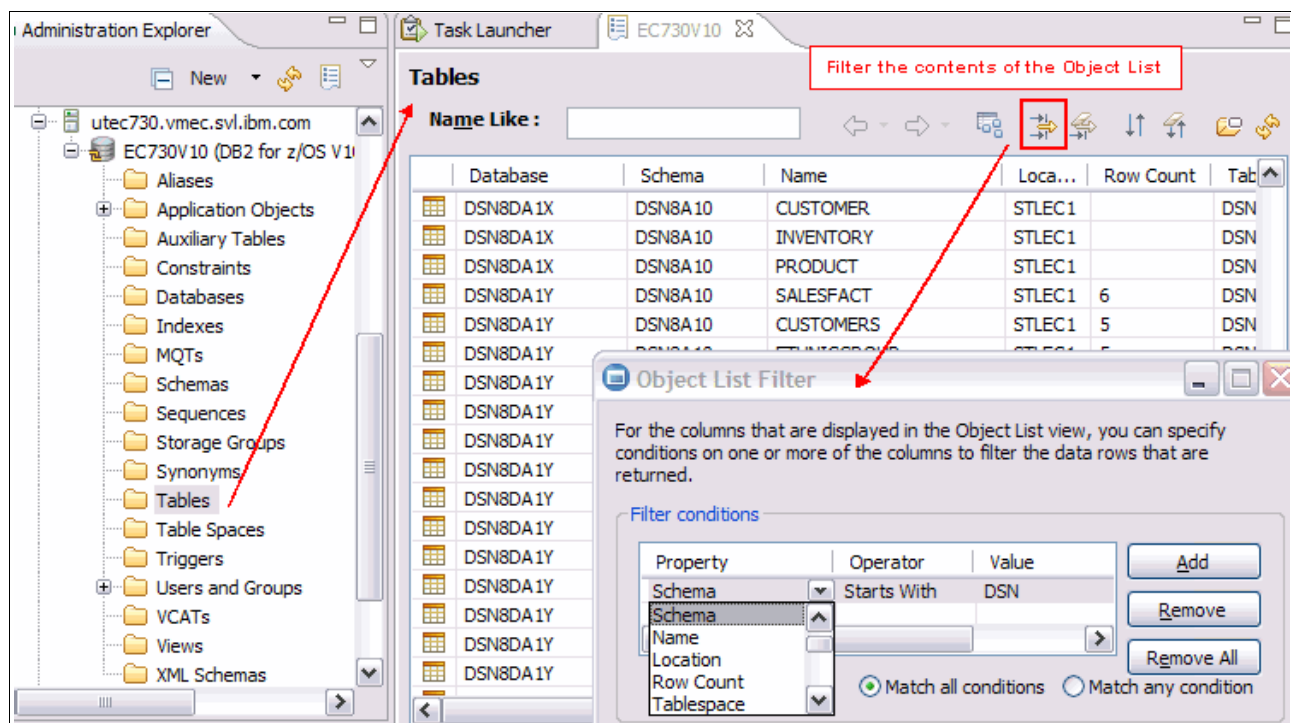 Administration Explorer
New
utec730.vmec.svl.ibm.com
EC730V10 (DB2 for z/OS V1
Aliases
Application Objects
Auxiliary Tables
Constraints
Databases
Indexes
MQTs
Schemas
Sequences
Storage Groups
Synonyms
Tables
Table Spaces
Triggers
Users and Groups
VCATs
Views
XML Schemas
Task Launcher
EC730V10
Tables
Filter the contents of the Object List
Name Like :
Database Schema Name Loca... Row Count Tab
DSN8DA1X DSN8A10 CUSTOMER STLEC1 DSN
DSN8DA1X DSN8A10 INVENTORY STLEC1 DSN
DSN8DA1X DSN8A10 PRODUCT STLEC1 DSN
DSN8DA1Y DSN8A10 SALESFACT STLEC1 6 DSN
DSN8DA1Y DSN8A10 CUSTOMERS STLEC1 5 DSN
DSN8DA1Y
DSN8DA1Y
DSN8DA1Y
DSN8DA1Y
DSN8DA1Y
DSN8DA1Y
DSN8DA1Y
DSN8DA1Y
DSN8DA1Y
DSN8DA1Y
DSN8DA1Y
DSN8DA1Y
Object List Filter
For the columns that are displayed in the Object List view, you can specify
conditions on one or more of the columns to filter the data rows that are
returned.
Filter conditions
Property Operator Value
Schema Starts With DSN
Schema
Name
Location
Row Count
Tablespace
Add
Remove
Remove All
Match all conditions Match any condition